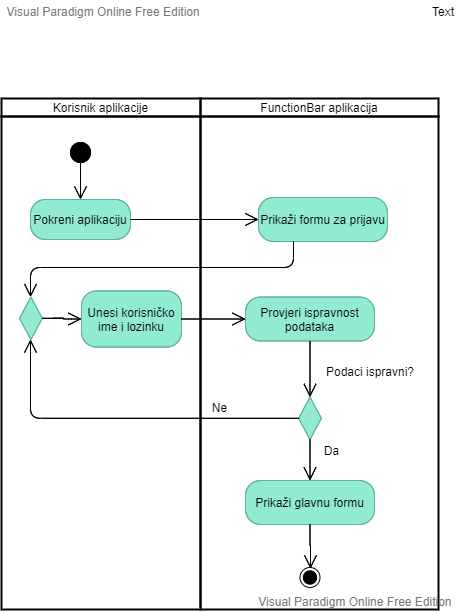 Visual Paradigm Online Free Edition
Text
Korisnik aplikacije
FunctionBar aplikacija
Pokreni aplikaciju
Prikaži formu za prijavu
Unesi korisničko
ime i lozinku
Provjeri ispravnost
podataka
Podaci ispravni?
Ne
Da
Prikaži glavnu formu
Visual Paradigm Online Free Edition